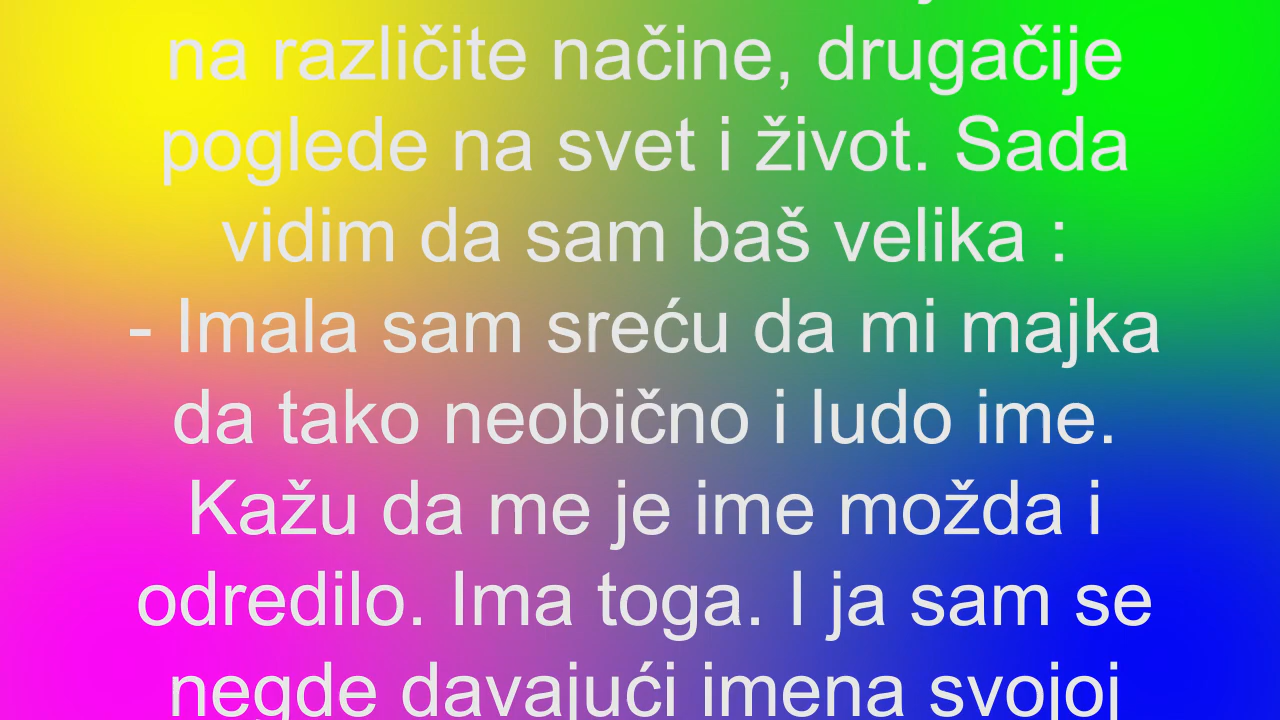 na različite načine, drugačije
poglede na svet i život. Sada
vidim da sam baš velika :
- Imala sam sreću da mi majka
da tako neobično i ludo ime.
Kažu da me je ime možda i
odredilo. Ima toga. I ja sam se
negde davajući imena svojoj